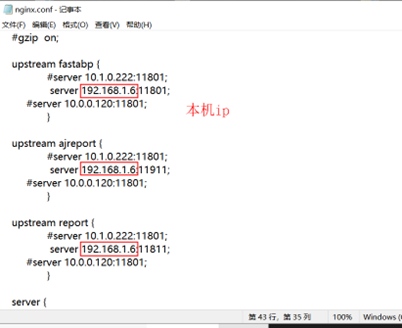 nginx.conf - 记事本
文件(F) 编辑(E) 格式(O) 查看(V) 帮助(H)
#gzip on;
upstream fastabp {
#server 10.1.0.222:11801;
server 192.168.1.6:11801;
#server 10.0.0.120:11801;
本机ip
}
upstream ajreport {
#server 10.1.0.222:11801;
server 192.168.1.6:11911;
#server 10.0.0.120:11801;
}
upstream report {
#server 10.1.0.222:11801;
server 192.168.1.6:11811;
#server 10.0.0.120:11801;
}
server {
第 43 行，第 35 列 100% Windows (